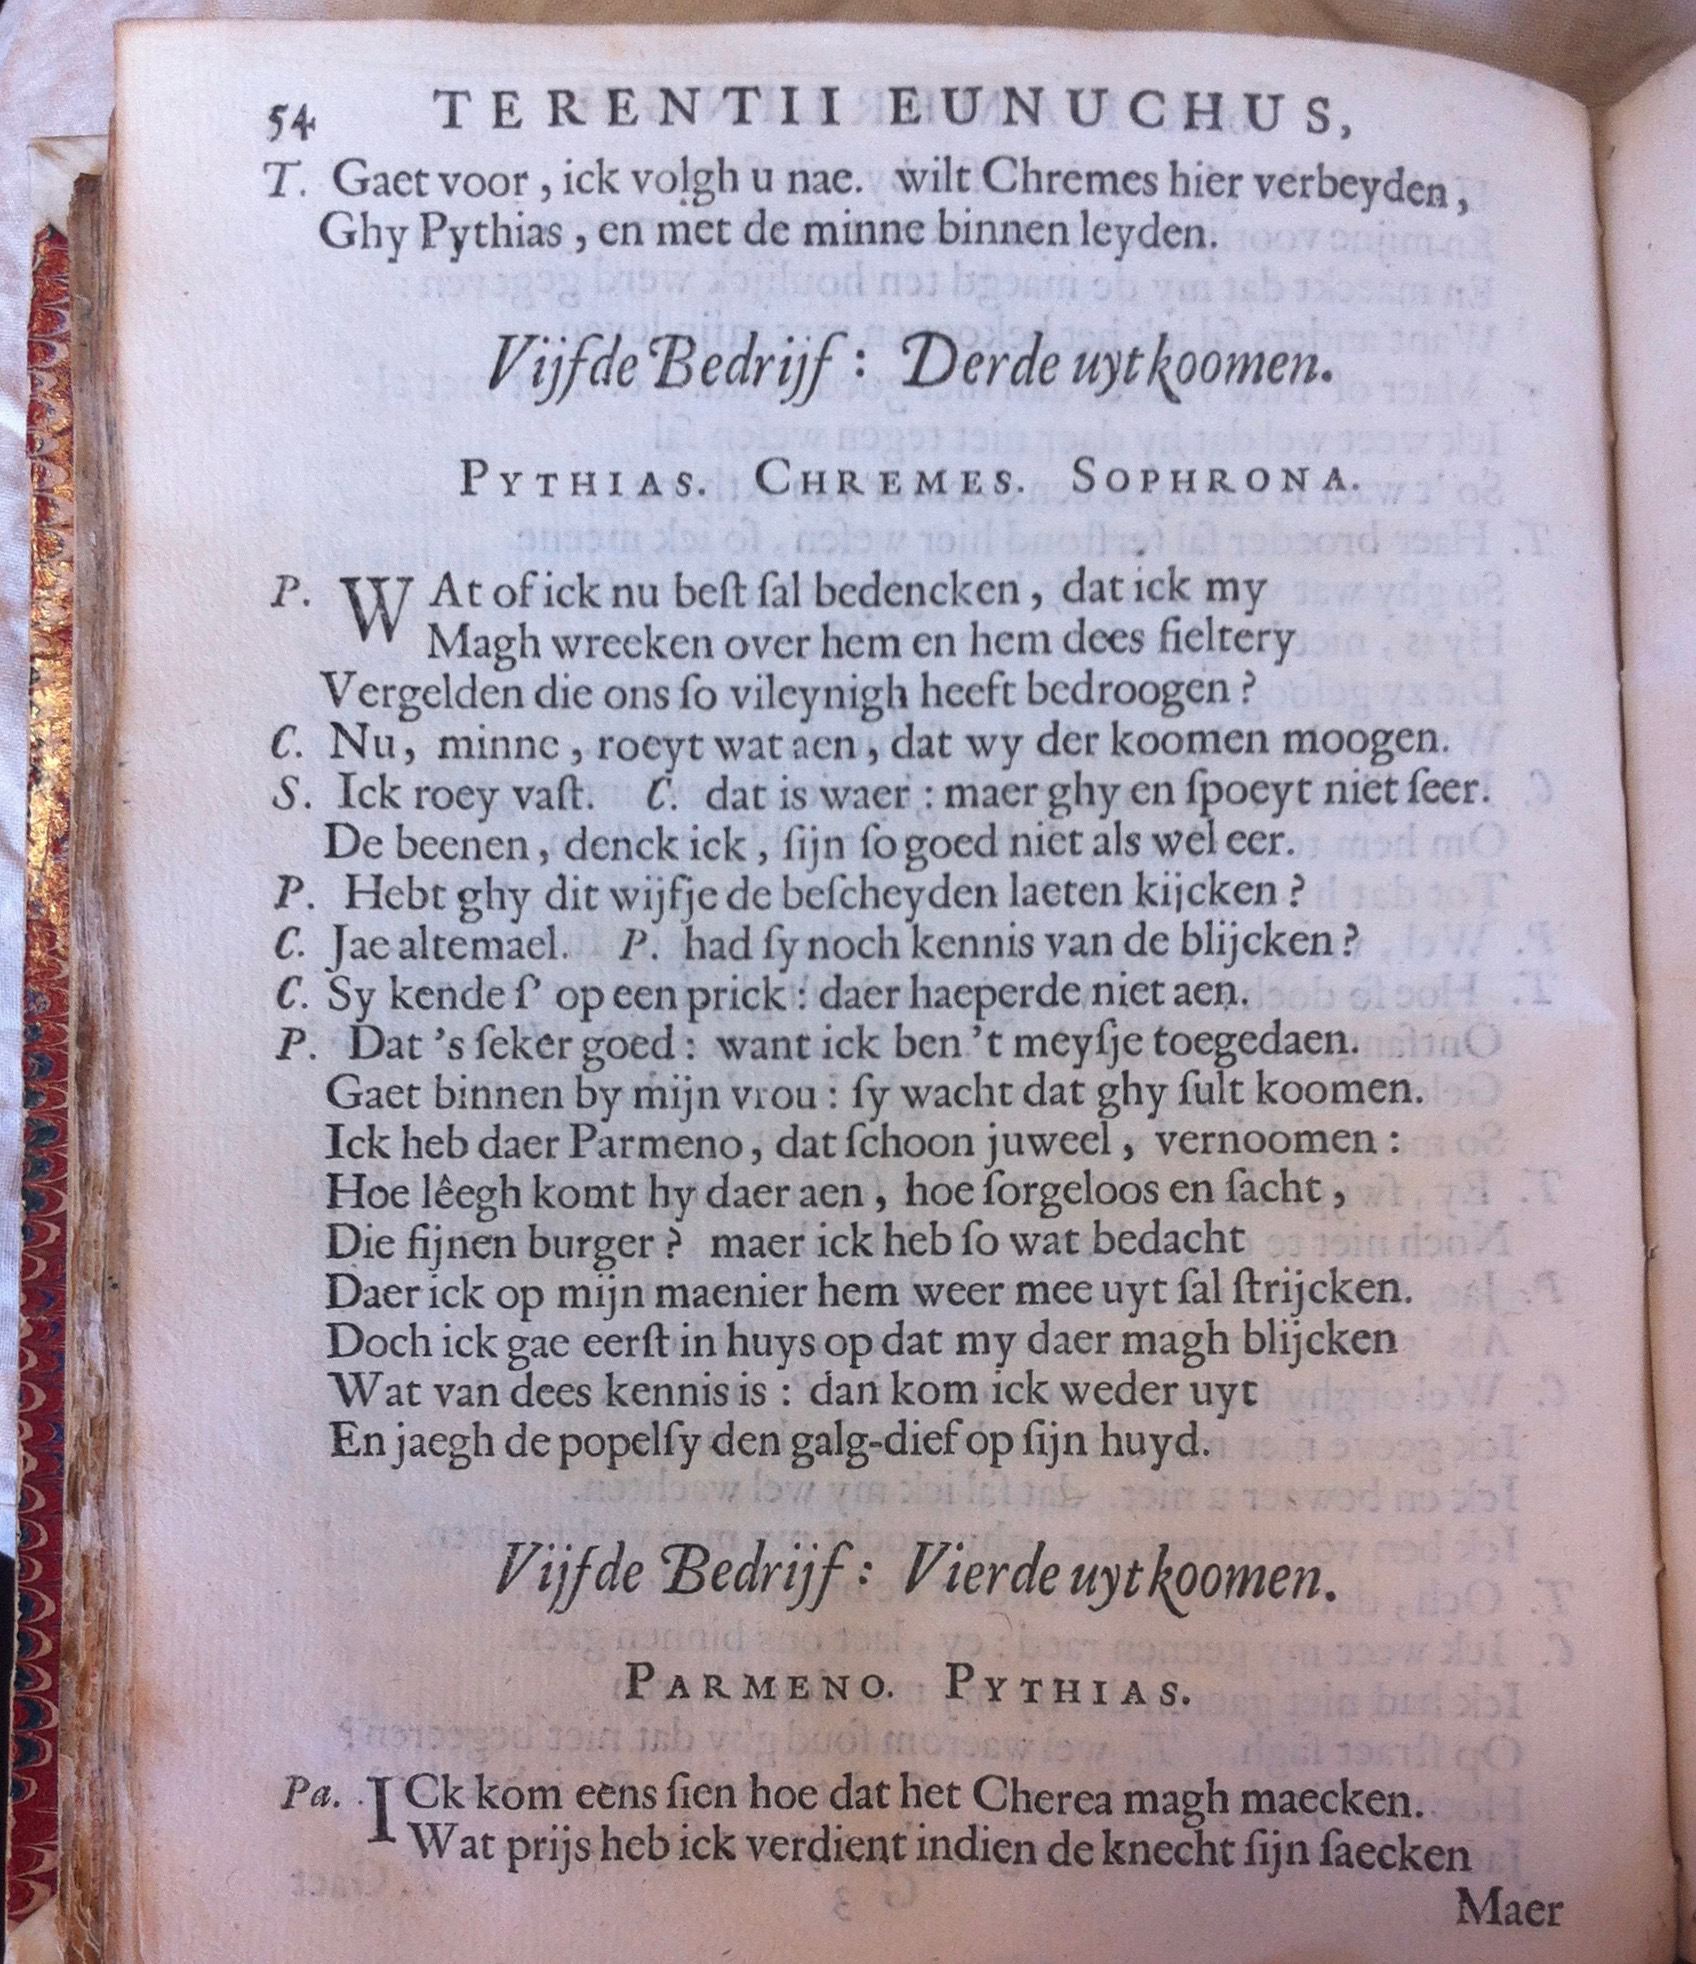 54 TERENTII EUNUCHUS,
T. Gaet voor, ick volgh u nae. wilt Chremes hier verbeyden,
Ghy Pythias, en met de minne binnen leyden.
Vijfde Bedrijf: Derde uytkoomen.
PYTHIAS. CHREMES. SOPHRONA.
P. WAt of ick nu beſt ſal bedencken, dat ick my
Magh wreeken over hem en hem dees fieltery
Vergelden die ons ſo vileynigh heeft bedroogen?
C. Nu, minne, roeyt wat aen, dat wy der koomen moogen.
S. Ick roey vaſt. C. dat is waer: maer ghy en ſpoeyt niet ſeer.
De beenen, denck ick, ſijn ſo goed niet als wel eer.
P. Hebt ghy dit wijfje de beſcheyden laeten kijcken?
C. Jae altemael. P. had ſy noch kennis van de blijcken?
C. Sy kende ſ' op een prick: daer haeperde niet aen.
P. Dat 's ſeker goed: want ick ben 't meyſje toegedaen.
Gaet binnen by mijn vrou: ſy wacht dat ghy ſult koomen.
Ick heb daer Parmeno, dat ſchoon juweel, vernoomen:
Hoe lêegh komt hy daer aen, hoe ſorgeloos en ſacht,
Die fijnen burger? maer ick heb ſo wat bedacht
Daer ick op mijn maenier hem weer mee uyt ſal ſtrijcken.
Doch ick gae eerſt in huys op dat my daer magh blijcken
Wat van dees kennis is: dan kom ick weder uyt
En jaegh de popelſy den galg-dief op ſijn huyd.
Vijfde Bedrijf: Vierde uytkoomen.
PARMENO. PYTHIAS.
Pa. ICk kom eens ſien hoe dat het Cherea magh maecken.
Wat prijs heb ick verdient indien de knecht ſijn ſaecken
Maer